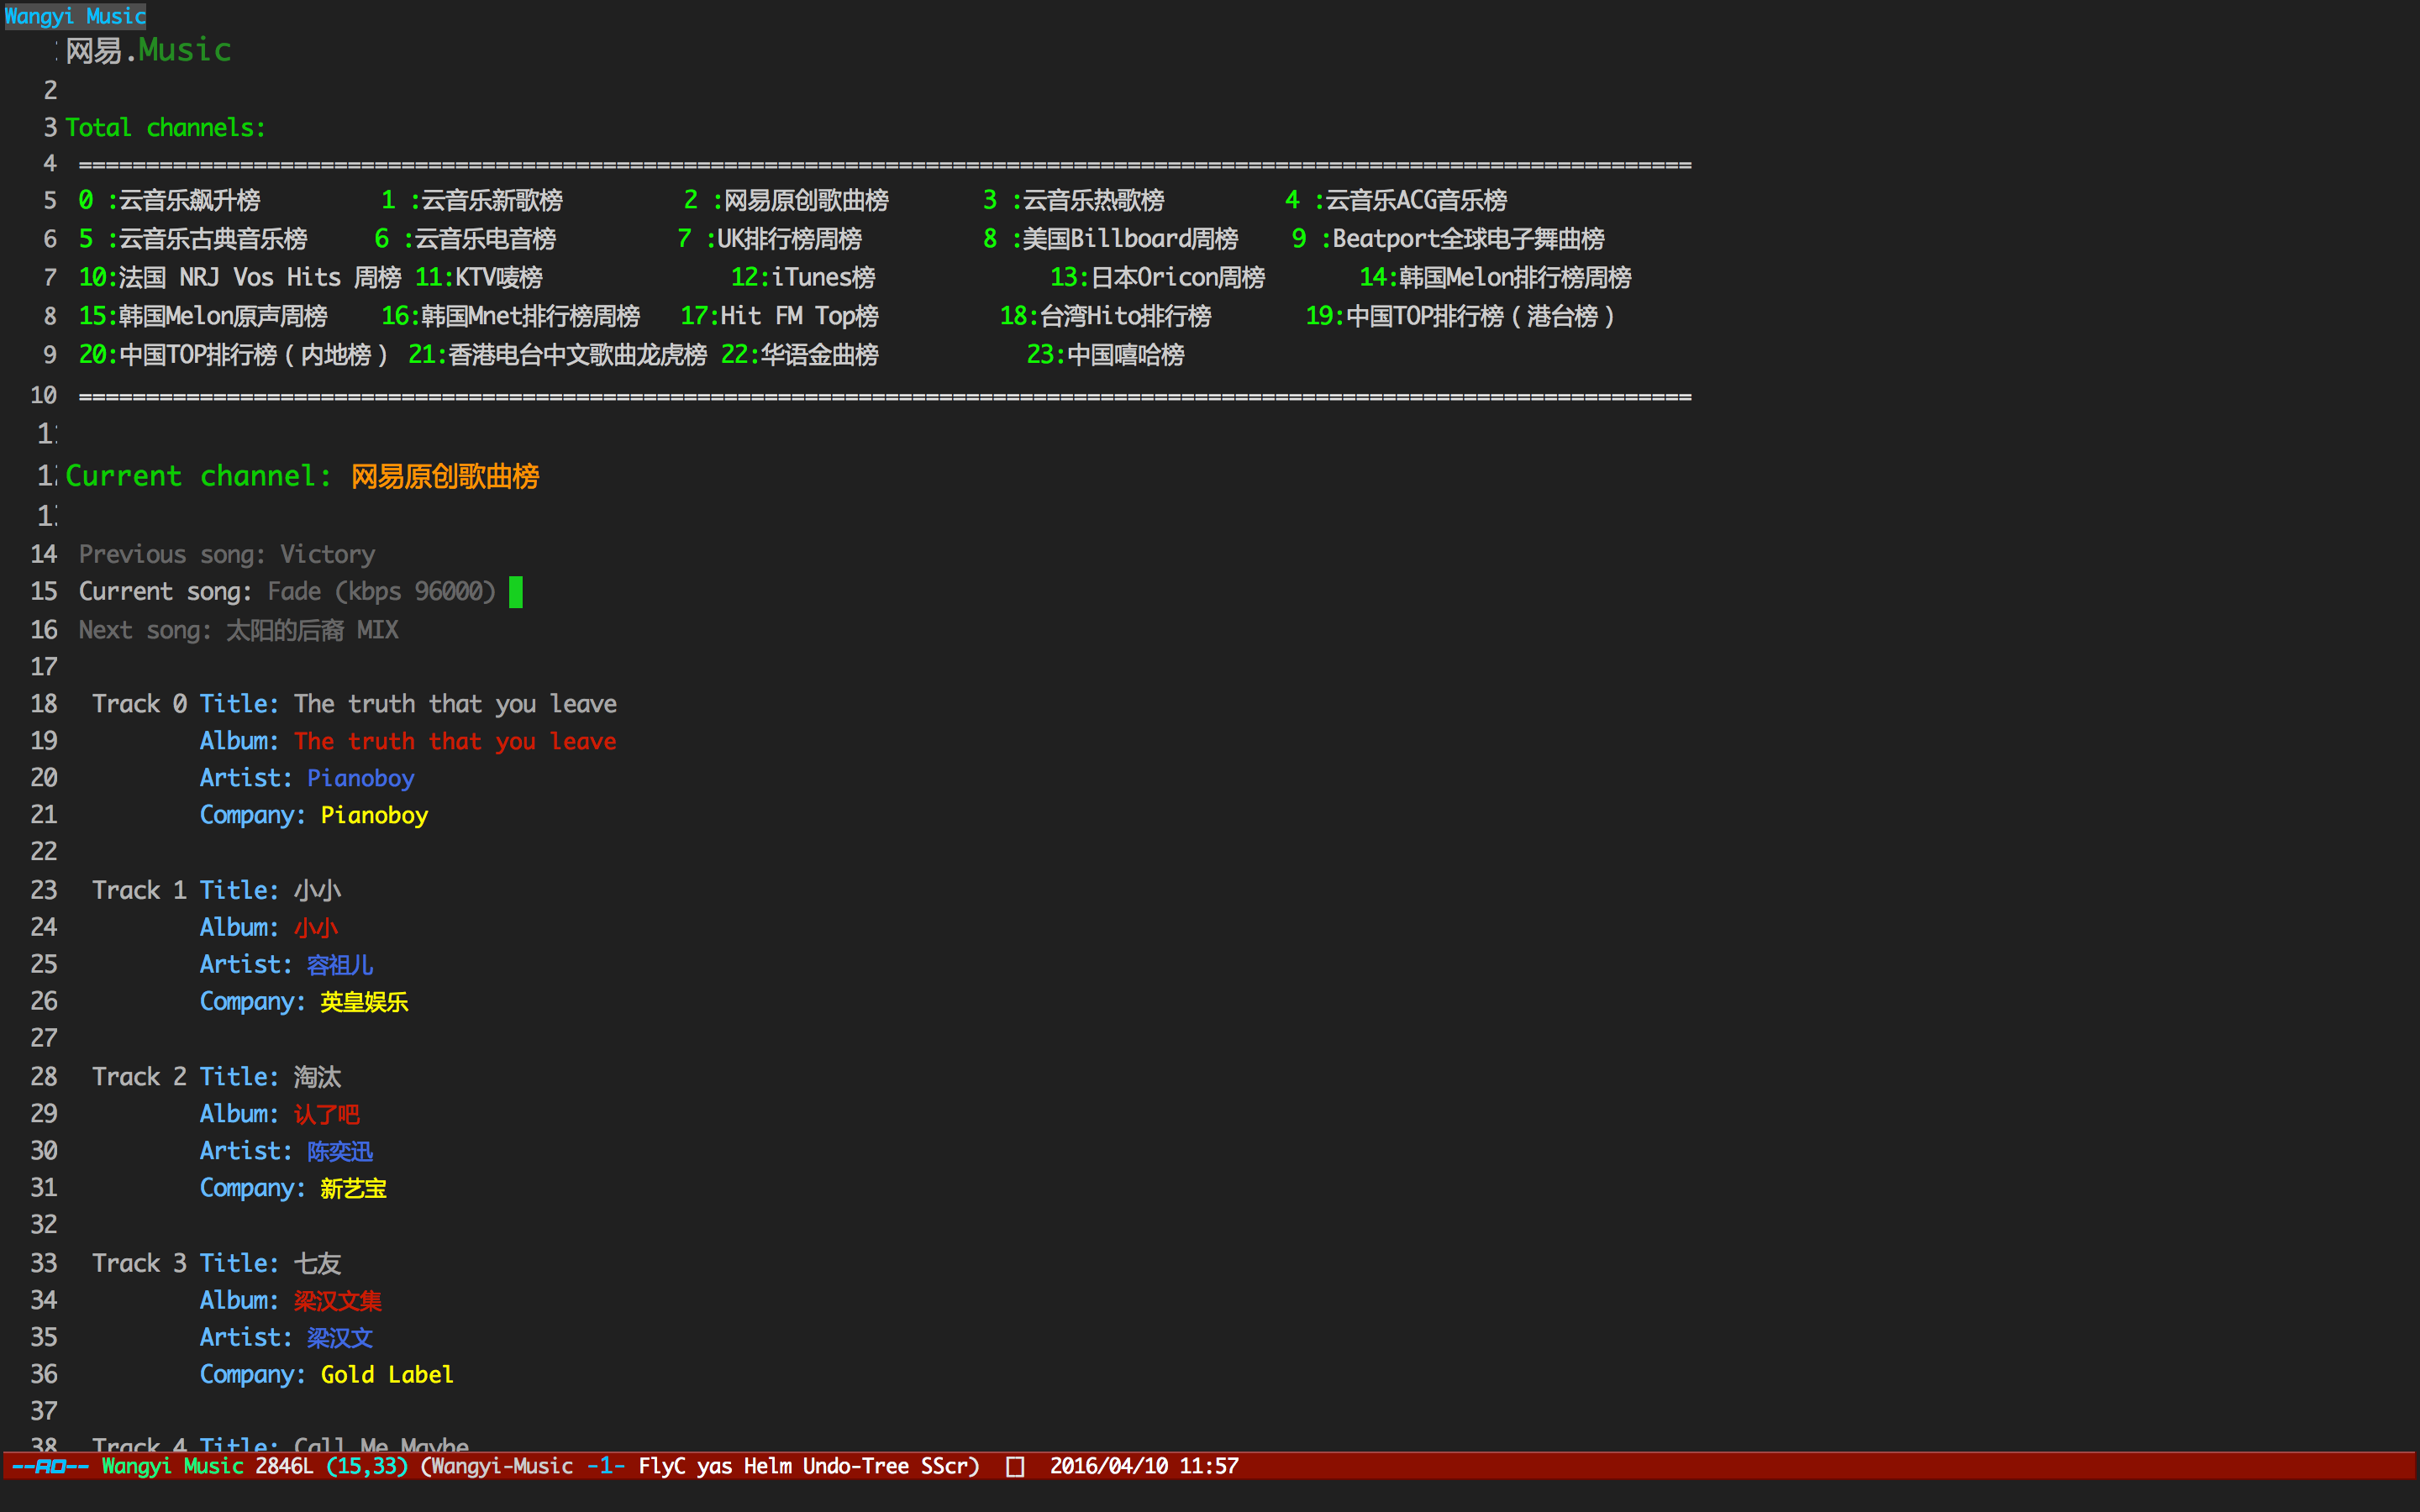 Wangyi Music
网易.Music
2
3 Total channels:
4 ========================================================================================================================
5 0 :云音乐飙升榜 1 :云音乐新歌榜 2 :网易原创歌曲榜 3 :云音乐热歌榜 4 :云音乐ACG音乐榜
6 5 :云音乐古典音乐榜 6 :云音乐电音榜 7 :UK排行榜周榜 8 :美国Billboard周榜 9 :Beatport全球电子舞曲榜
7 10:法国 NRJ Vos Hits 周榜 11:KTV唛榜 12:iTunes榜 13:日本Oricon周榜 14:韩国Melon排行榜周榜
8 15:韩国Melon原声周榜 16:韩国Mnet排行榜周榜 17:Hit FM Top榜 18:台湾Hito排行榜 19:中国TOP排行榜（港台榜）
9 20:中国TOP排行榜（内地榜） 21:香港电台中文歌曲龙虎榜 22:华语金曲榜 23:中国嘻哈榜
10 ========================================================================================================================
11
12 Current channel: 网易原创歌曲榜
13
14 Previous song: Victory
15 Current song: Fade (kbps 96000)
16 Next song: 太阳的后裔 MIX
17
18 Track 0 Title: The truth that you leave
19 Album: The truth that you leave
20 Artist: Pianoboy
21 Company: Pianoboy
22
23 Track 1 Title: 小小
24 Album: 小小
25 Artist: 容祖儿
26 Company: 英皇娱乐
27
28 Track 2 Title: 淘汰
29 Album: 认了吧
30 Artist: 陈奕迅
31 Company: 新艺宝
32
33 Track 3 Title: 七友
34 Album: 梁汉文集
35 Artist: 梁汉文
36 Company: Gold Label
37
38 Track 4 Title: Call Me Maybe
--AO-- Wangyi Music 2846L (15,33) (Wangyi-Music -1- FlyC yas Helm Undo-Tree SScr) [] 2016/04/10 11:57